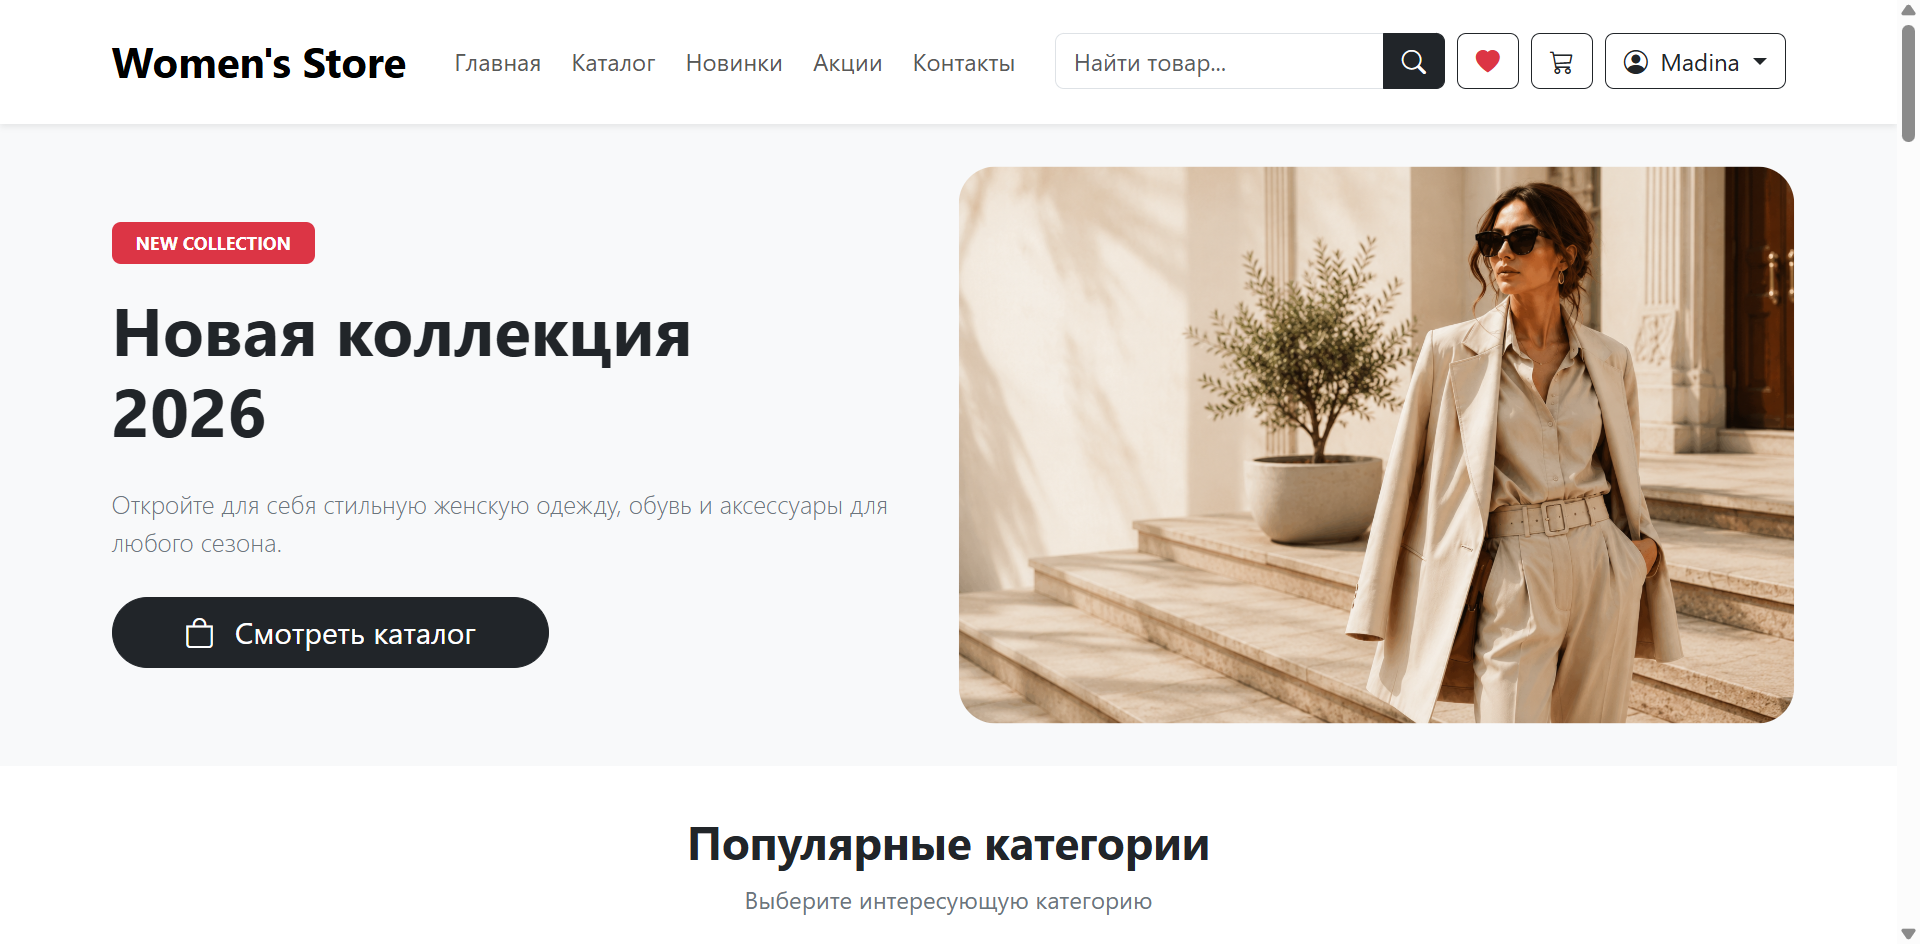 Women's Store
Главная
Каталог
Новинки
Акции
Контакты
Найти товар...
Madina
NEW COLLECTION
Новая коллекция
2026
Откройте для себя стильную женскую одежду, обувь и аксессуары для
любого сезона.
Смотреть каталог
Популярные категории
Выберите интересующую категорию